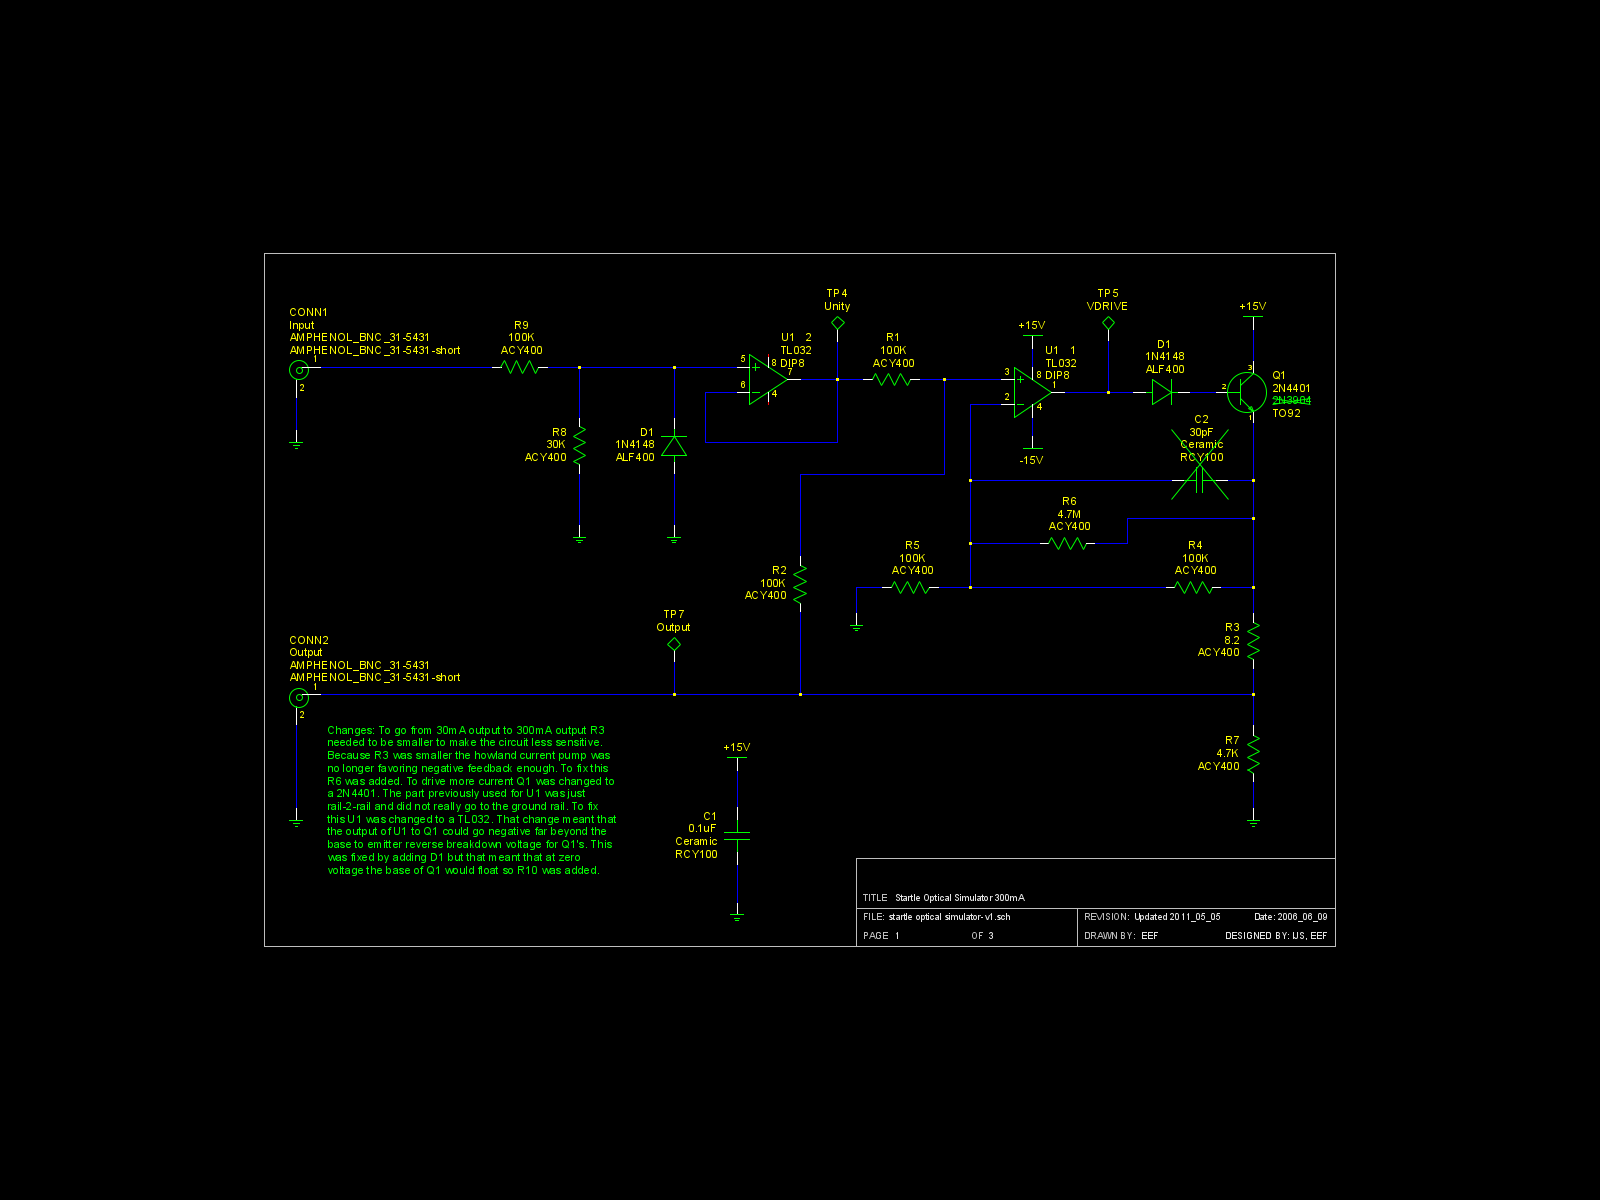 CONN1
Input
AMPHENOL_BNC_31-5431
AMPHENOL_BNC_31-5431-short
1
2
R9
100K
ACY400
R8
30K
ACY400
D1
1N4148
ALF400
U1 2
TL032
DIP8
5
6
8
7
4
TP4
Unity
R1
100K
ACY400
+15V
U1 1
TL032
DIP8
3
2
8
1
4
-15V
TP5
VDRIVE
D1
1N4148
ALF400
+15V
3
2
1
Q1
2N4401
2N3904
TO92
C2
30pF
Ceramic
RCY100
R6
4.7M
ACY400
R5
100K
ACY400
R4
100K
ACY400
R2
100K
ACY400
R3
8.2
ACY400
TP7
Output
CONN2
Output
AMPHENOL_BNC_31-5431
AMPHENOL_BNC_31-5431-short
1
2
R7
4.7K
ACY400
Changes: To go from 30mA output to 300mA output R3
needed to be smaller to make the circuit less sensitive.
Because R3 was smaller the howland current pump was
no longer favoring negative feedback enough. To fix this
R6 was added. To drive more current Q1 was changed to
a 2N4401. The part previously used for U1 was just
rail-2-rail and did not really go to the ground rail. To fix
this U1 was changed to a TL032. That change meant that
the output of U1 to Q1 could go negative far beyond the
base to emitter reverse breakdown voltage for Q1's. This
was fixed by adding D1 but that meant that at zero
voltage the base of Q1 would float so R10 was added.
+15V
C1
0.1uF
Ceramic
RCY100
TITLE Startle Optical Simulator 300mA
FILE: startle optical simulator-v1.sch
REVISION: Updated 2011_05_05 Date: 2006_06_09
PAGE 1 OF 3
DRAWN BY: EEF DESIGNED BY: IJS, EEF